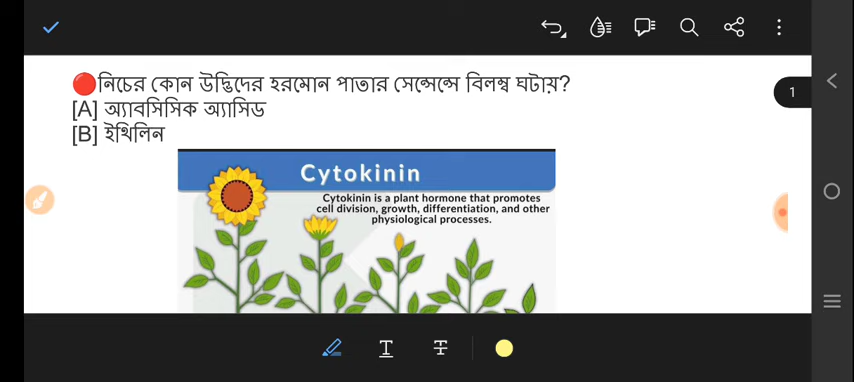 🔴নিচের কোন উদ্ভিদের হরমোন পাতার সেন্সেন্সে বিলম্ব ঘটায়?
[A] অ্যাবসিসিক অ্যাসিড
[B] ইথিলিন
Cytokinin
Cytokinin is a plant hormone that promotes
cell division, growth, differentiation, and other
physiological processes.
1
T
T